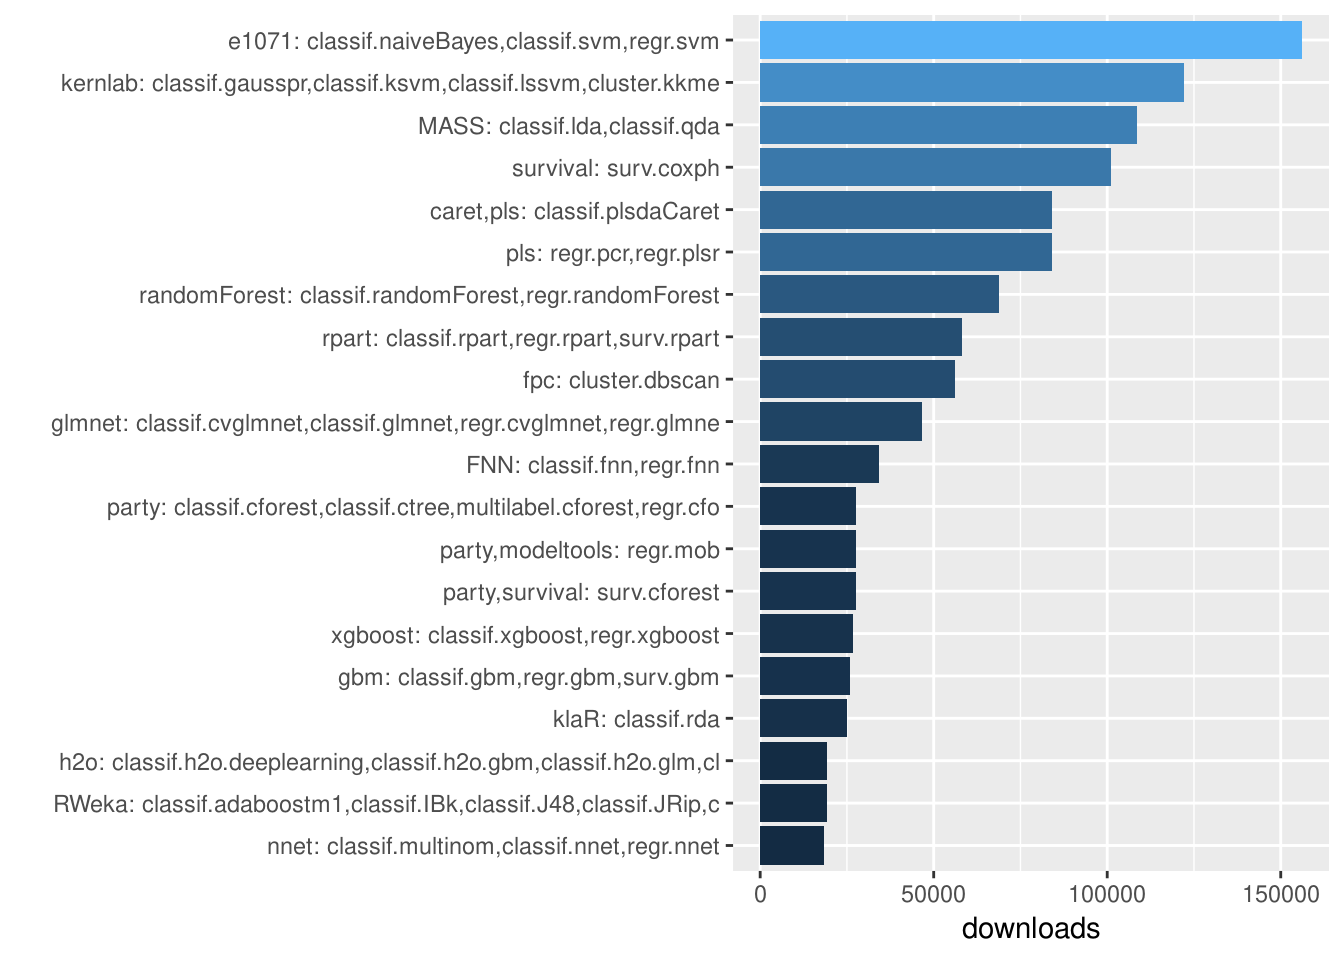 e1071: classif.naiveBayes,classif.svm,regr.svm
kernlab: classif.gausspr,classif.ksvm,classif.lssvm,cluster.kkme
MASS: classif.lda,classif.qda
survival: surv.coxph
caret,pls: classif.plsdaCaret
pls: regr.pcr,regr.plsr
randomForest: classif.randomForest,regr.randomForest
rpart: classif.rpart,regr.rpart,surv.rpart
fpc: cluster.dbscan
glmnet: classif.cvglmnet,classif.glmnet,regr.cvglmnet,regr.glmne
FNN: classif.fnn,regr.fnn
party: classif.cforest,classif.ctree,multilabel.cforest,regr.cfo
party,modeltools: regr.mob
party,survival: surv.cforest
xgboost: classif.xgboost,regr.xgboost
gbm: classif.gbm,regr.gbm,surv.gbm
klaR: classif.rda
h2o: classif.h2o.deeplearning,classif.h2o.gbm,classif.h2o.glm,cl
RWeka: classif.adaboostm1,classif.IBk,classif.J48,classif.JRip,c
nnet: classif.multinom,classif.nnet,regr.nnet
0 50000 100000 150000
downloads